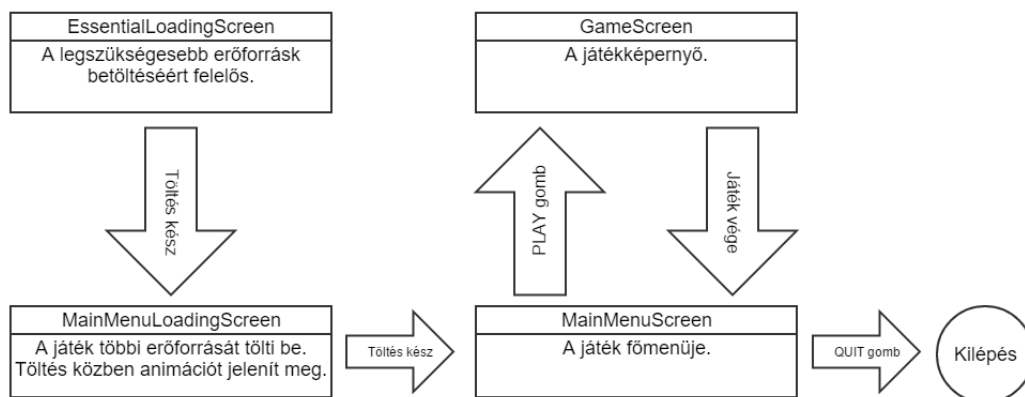 EssentialLoadingScreen
A legszükségesebb erőforrásk
betöltéséért felelős.
GameScreen
A játékképernyő.
Töltés kész
PLAY gomb
Játék vége
MainMenuLoadingScreen
A játék többi erőforrását tölti be.
Töltés közben animációt jelenít meg.
Töltés kész
MainMenuScreen
A játék főmenüje.
QUIT gomb
Kilépés